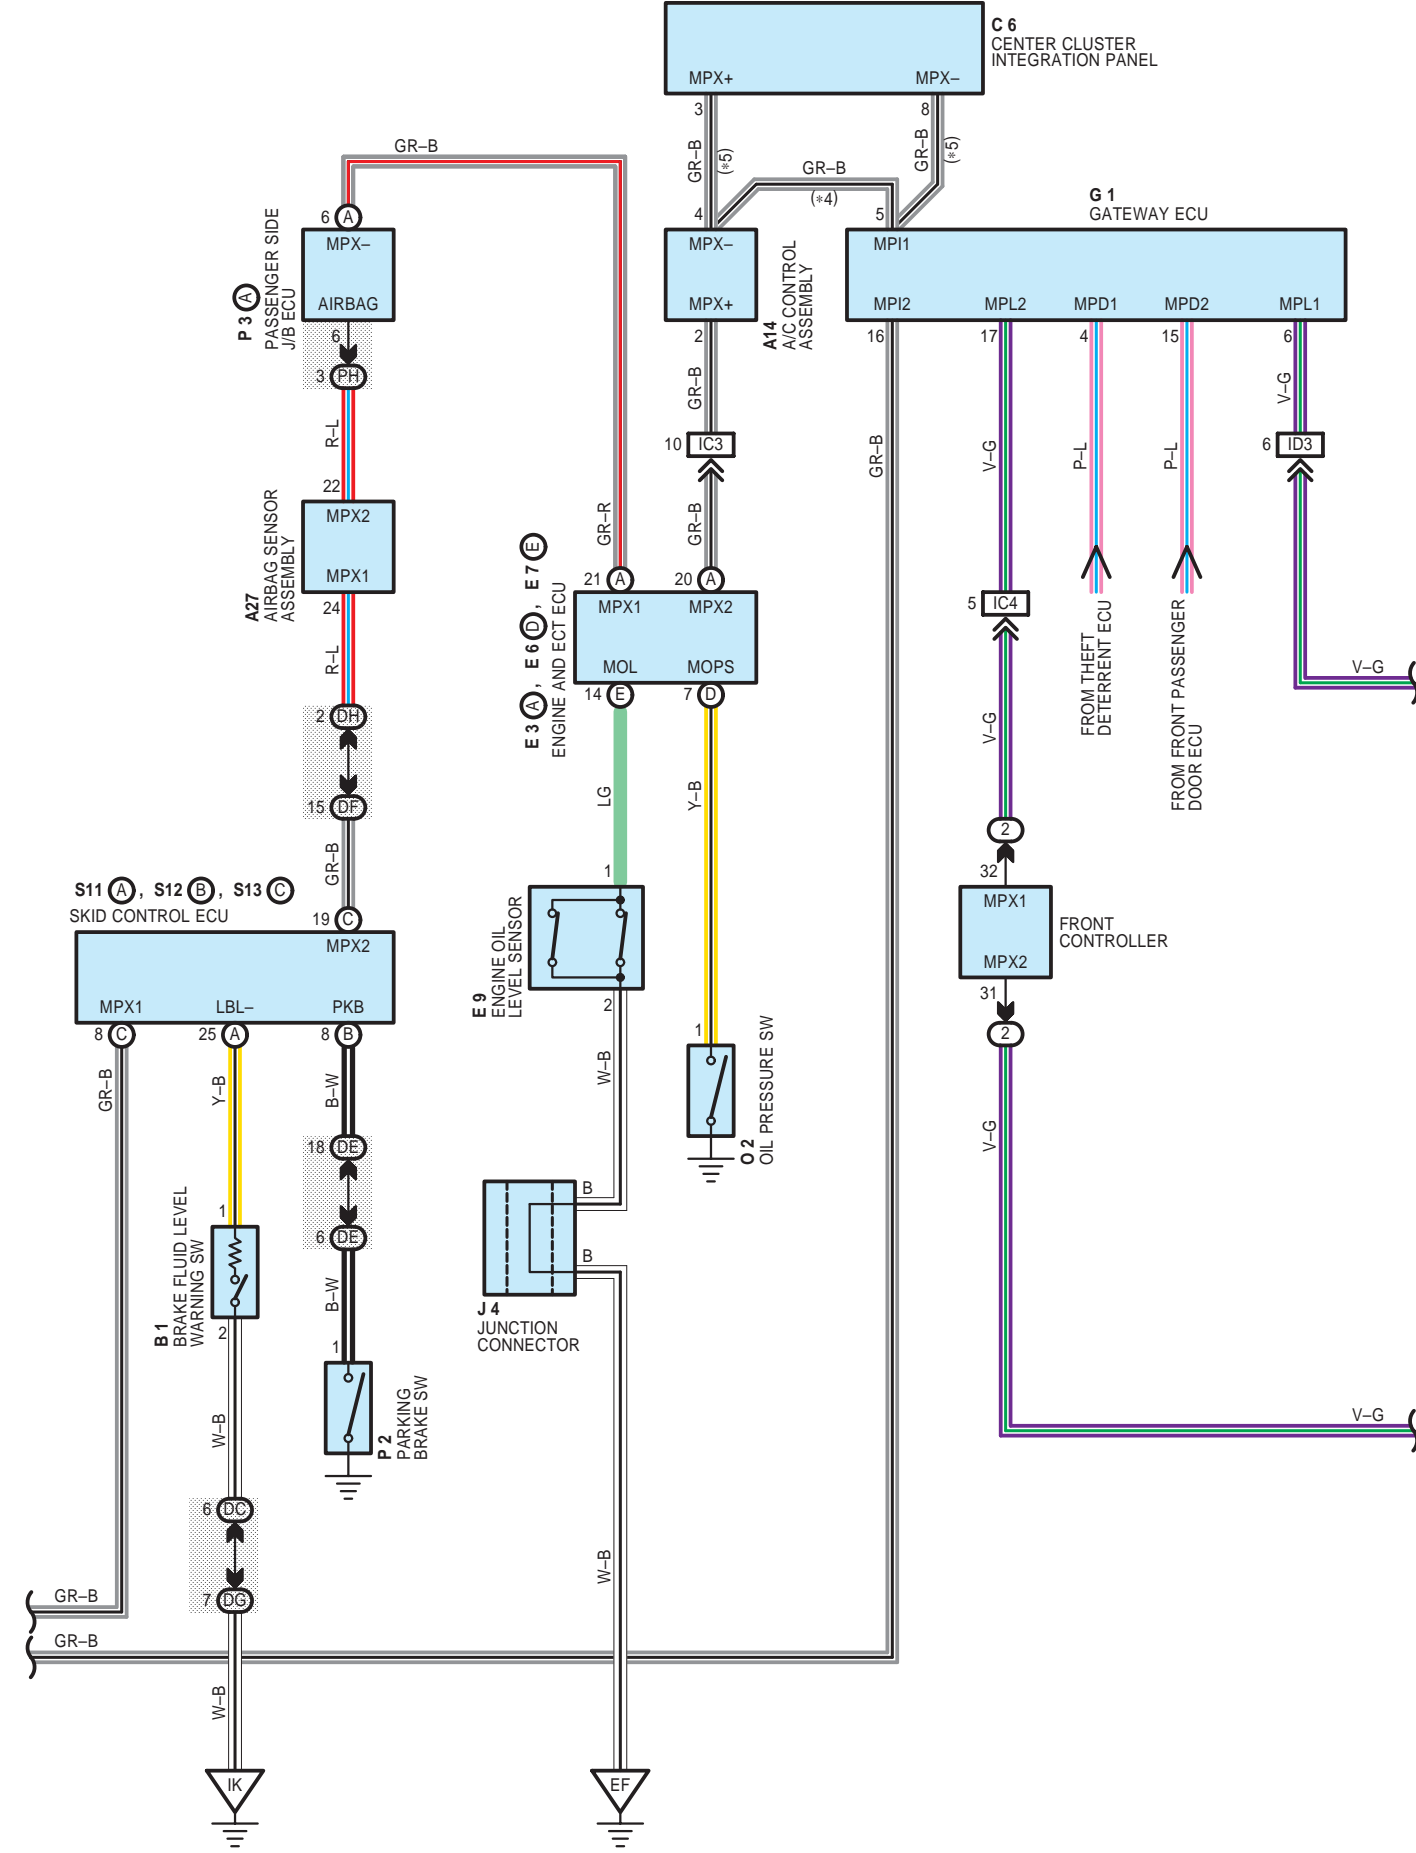 C 6
CENTER CLUSTER
INTEGRATION PANEL
MPX+
MPX–
3
8
GR–B
(∗5)
GR–B
(∗5)
GR–B
GR–B
(∗4)
6
A
MPX–
AIRBAG
P 3 A
PASSENGER SIDE
J/B ECU
6
3
PH
R–L
22
MPX2
MPX1
A27
AIRBAG SENSOR
ASSEMBLY
24
R–L
2
DH
15
DF
GR–B
4
MPX–
MPX+
A14
A/C CONTROL
ASSEMBLY
2
GR–B
10
IC3
GR–B
GR–R
21
A
20
A
MPX1
MPX2
MOL
MOPS
E 3 A , E 6 D , E 7 E
ENGINE AND ECT ECU
14
E
7
D
LG
Y–B
G 1
GATEWAY ECU
5
MPI1
MPI2
MPL2
MPD1
MPD2
MPL1
16
17
4
15
6
GR–B
V–G
P–L
P–L
V–G
6
ID3
5
IC4
V–G
FROM THEFT
DETERRENT ECU
FROM FRONT PASSENGER
DOOR ECU
V–G
2
32
MPX1
MPX2
FRONT
CONTROLLER
31
2
V–G
V–G
S11 A , S12 B , S13 C
SKID CONTROL ECU
19
C
MPX2
MPX1
LBL–
PKB
8
C
25
A
8
B
GR–B
Y–B
B–W
18
DE
6
DE
B–W
1
B 1
BRAKE FLUID LEVEL
WARNING SW
2
1
P 2
PARKING
BRAKE SW
W–B
6
DC
7
DG
W–B
IK
1
E 9
ENGINE OIL
LEVEL SENSOR
2
W–B
1
O 2
OIL PRESSURE SW
B
B
J 4
JUNCTION
CONNECTOR
W–B
EF
GR–B
GR–B